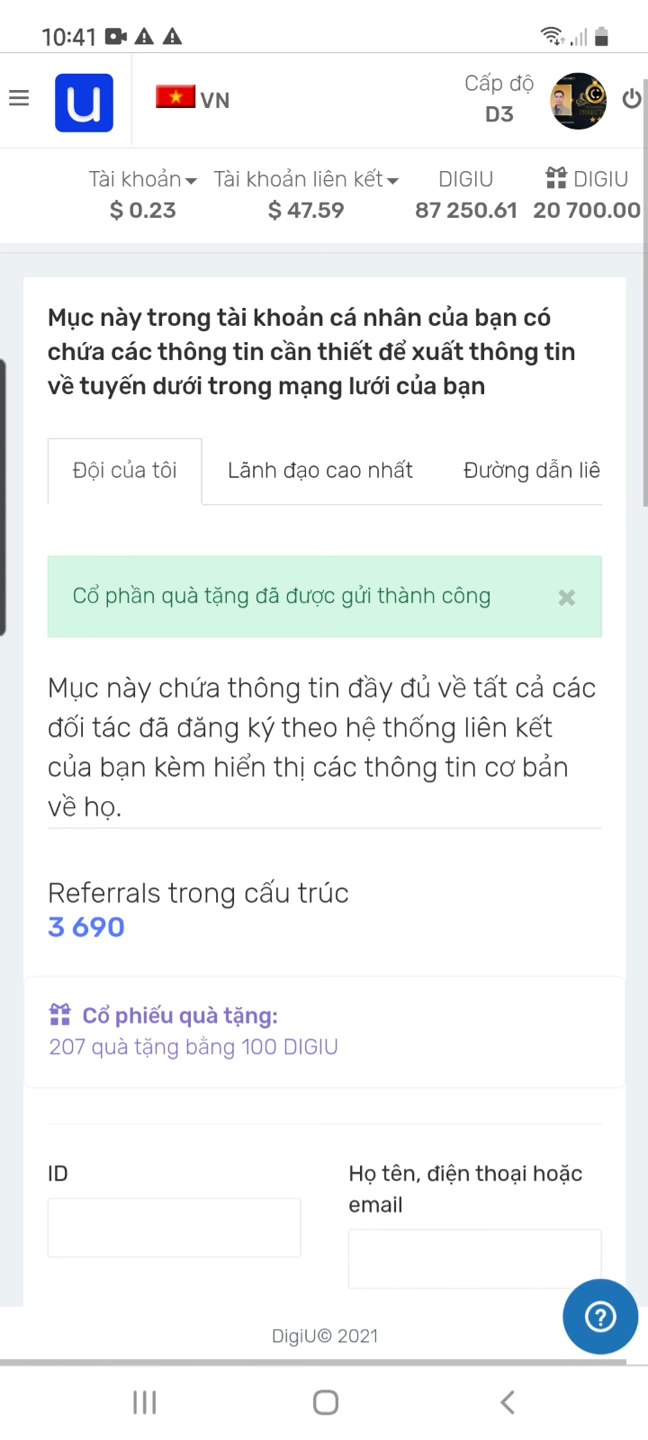 10:41
VN
Cấp độ
D3
Tài khoản
Tài khoản liên kết
DIGIU
DIGIU
$ 0.23
$ 47.59
87 250.61
20 700.00
Mục này trong tài khoản cá nhân của bạn có
chứa các thông tin cần thiết để xuất thông tin
về tuyến dưới trong mạng lưới của bạn
Đội của tôi
Lãnh đạo cao nhất
Đường dẫn liê
Cổ phần quà tặng đã được gửi thành công
Mục này chứa thông tin đầy đủ về tất cả các
đối tác đã đăng ký theo hệ thống liên kết
của bạn kèm hiển thị các thông tin cơ bản
về họ.
Referrals trong cấu trúc
3 690
Cổ phiếu quà tặng:
207 quà tặng bằng 100 DIGIU
ID
Họ tên, điện thoại hoặc
email
DigiU© 2021